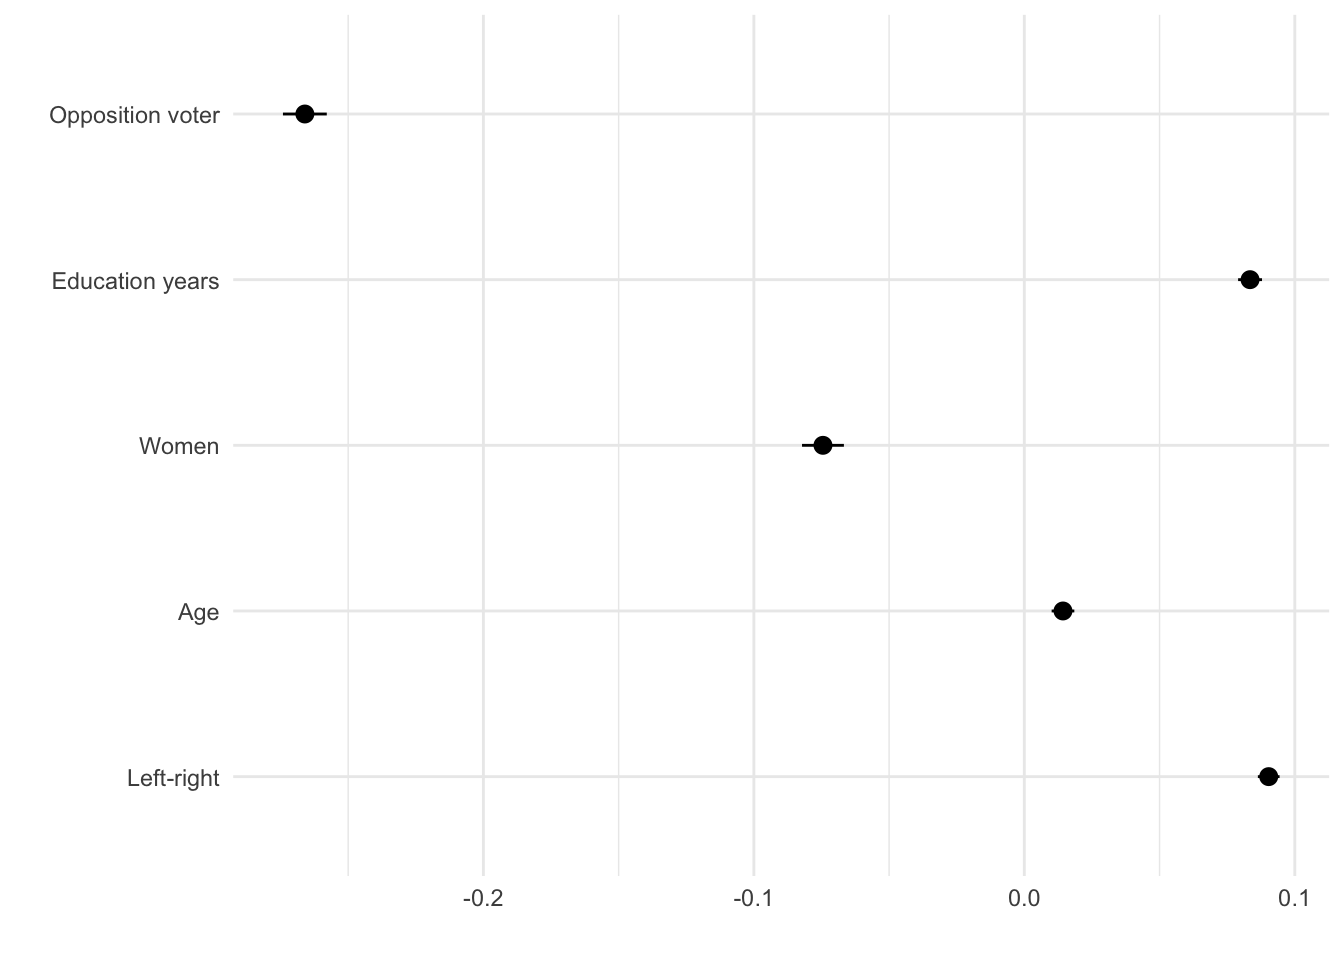 Opposition voter
Education years
Women
Age
Left-right
-0.2 -0.1 0.0 0.1